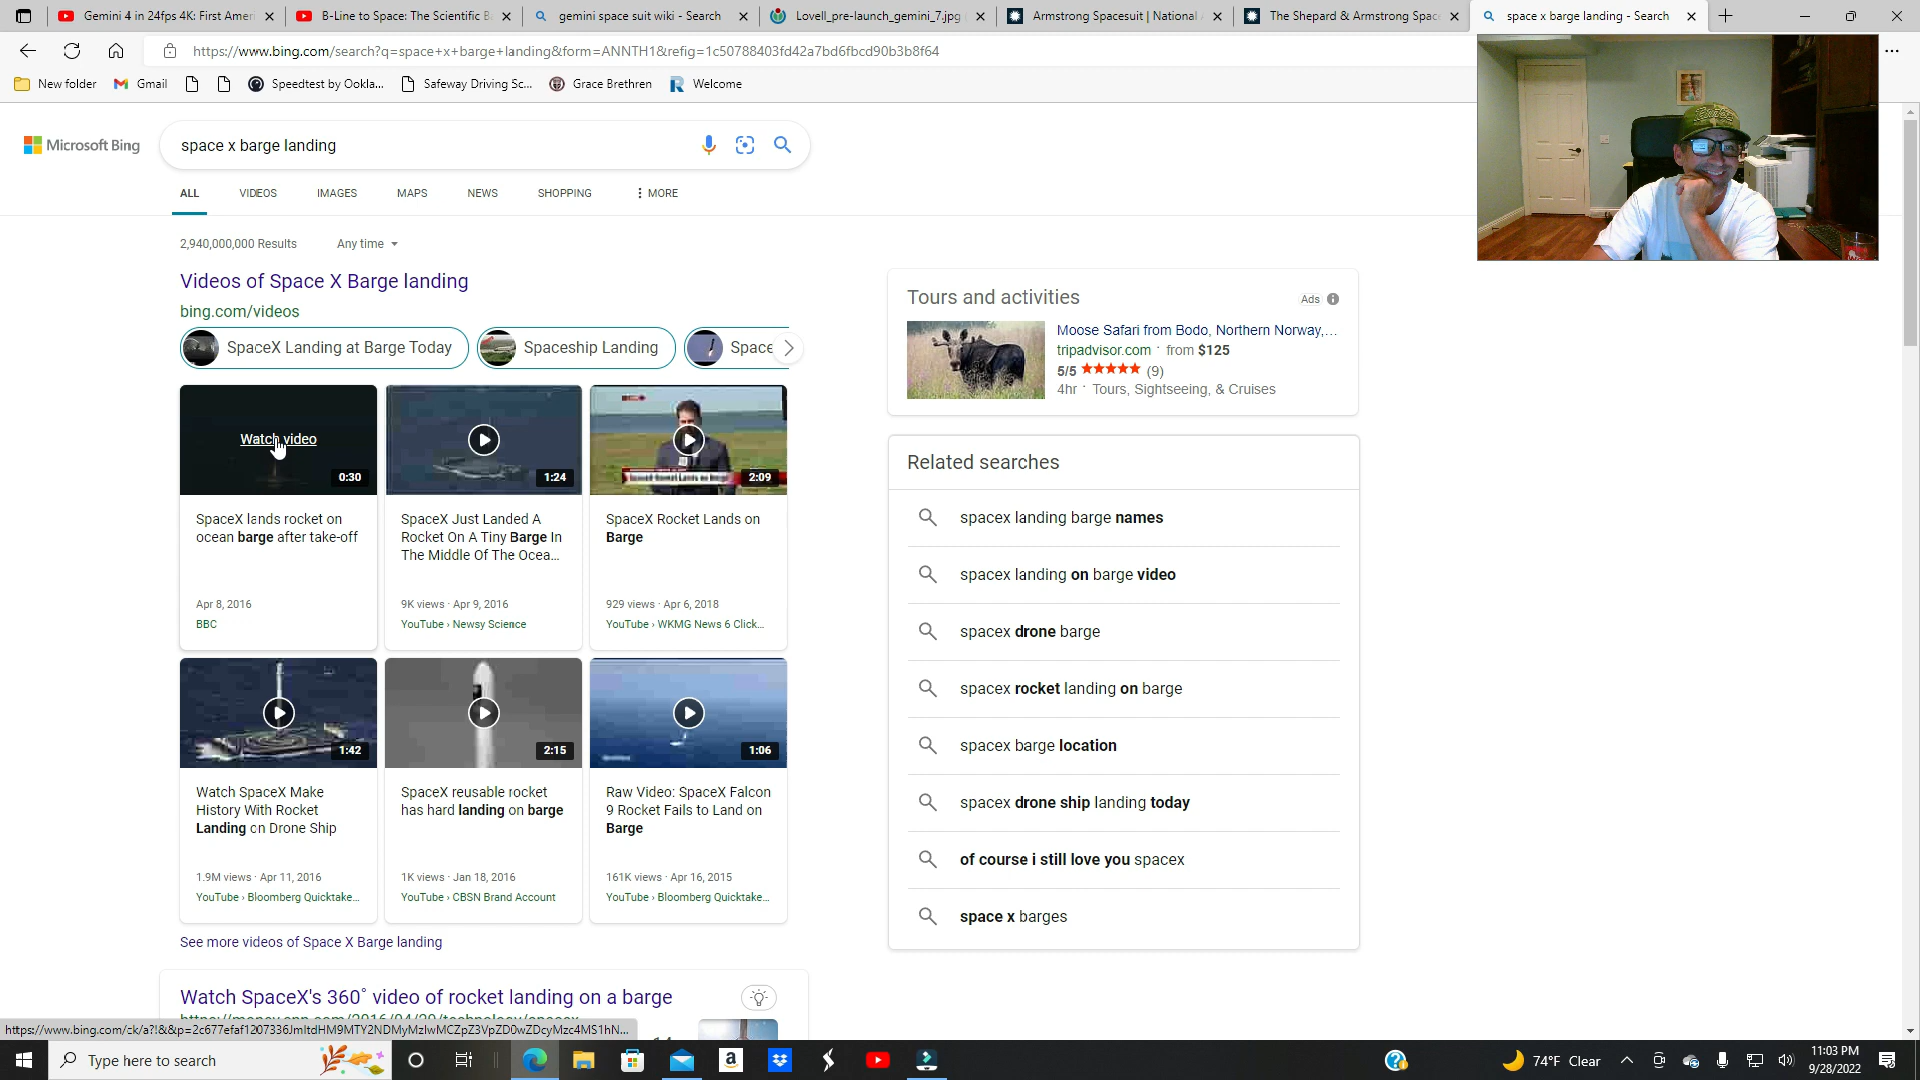 Gemini 4 in 24fps 4K: First Amer
B-Line to Space: The Scientific B
gemini space suit wiki - Search
Lovell_pre-launch_gemini_7.jpg
Armstrong Spacesuit | National
The Shepard & Armstrong Spac
space x barge landing - Search
https://www.bing.com/search?q=space+x+barge+landing&form=ANNTH1&refig=1c50788403fd42a7bd6fbcd90b3b8f64
New folder
Gmail
Speedtest by Ookla...
Safeway Driving Sc...
Grace Brethren
Welcome
Microsoft Bing
space x barge landing
ALL
VIDEOS
IMAGES
MAPS
NEWS
SHOPPING
MORE
2,940,000,000 Results
Any time
Videos of Space X Barge landing
bing.com/videos
SpaceX Landing at Barge Today
Spaceship Landing
Space
Watch video
0:30
1:24
2:09
SpaceX lands rocket on
ocean barge after take-off
Apr 8, 2016
BBC
SpaceX Just Landed A
Rocket On A Tiny Barge In
The Middle Of The Ocea...
9K views · Apr 9, 2016
YouTube › Newsy Science
SpaceX Rocket Lands on
Barge
929 views · Apr 6, 2018
YouTube › WKMG News 6 Click...
1:42
2:15
1:06
Watch SpaceX Make
History With Rocket
Landing on Drone Ship
1.9M views · Apr 11, 2016
YouTube › Bloomberg Quicktake...
SpaceX reusable rocket
has hard landing on barge
1K views · Jan 18, 2016
YouTube › CBSN Brand Account
Raw Video: SpaceX Falcon
9 Rocket Fails to Land on
Barge
161K views · Apr 16, 2015
YouTube › Bloomberg Quicktake...
See more videos of Space X Barge landing
Watch SpaceX's 360° video of rocket landing on a barge
Tours and activities
Ads
Moose Safari from Bodo, Northern Norway,...
tripadvisor.com · from $125
5/5 ★★★★★ (9)
4hr · Tours, Sightseeing, & Cruises
Related searches
spacex landing barge names
spacex landing on barge video
spacex drone barge
spacex rocket landing on barge
spacex barge location
spacex drone ship landing today
of course i still love you spacex
space x barges
Type here to search
74°F Clear
11:03 PM
9/28/2022